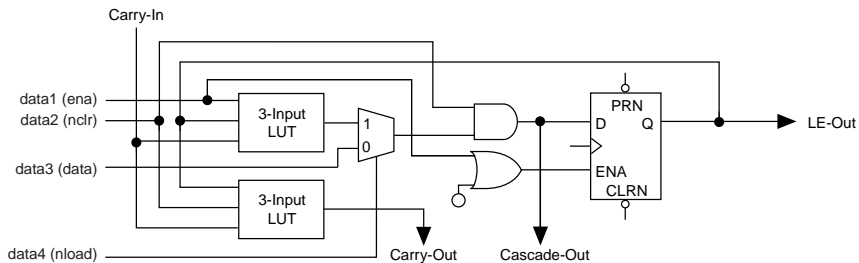 Carry-In
data1 (ena)
data2 (nclr)
3-Input
LUT
1
0
PRN
D
Q
ENA
CLRN
LE-Out
data3 (data)
3-Input
LUT
data4 (nload)
Carry-Out
Cascade-Out